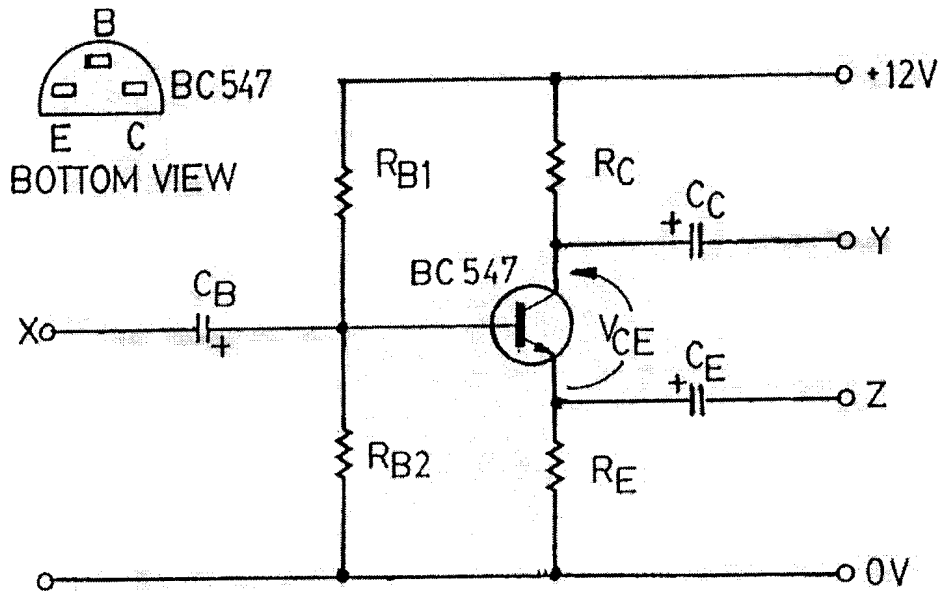 B
BC547
E C
BOTTOM VIEW
+12V
RB1
RC
CC
+
Y
BC547
CB
X
+
VCE
CE
+
Z
RB2
RE
0V